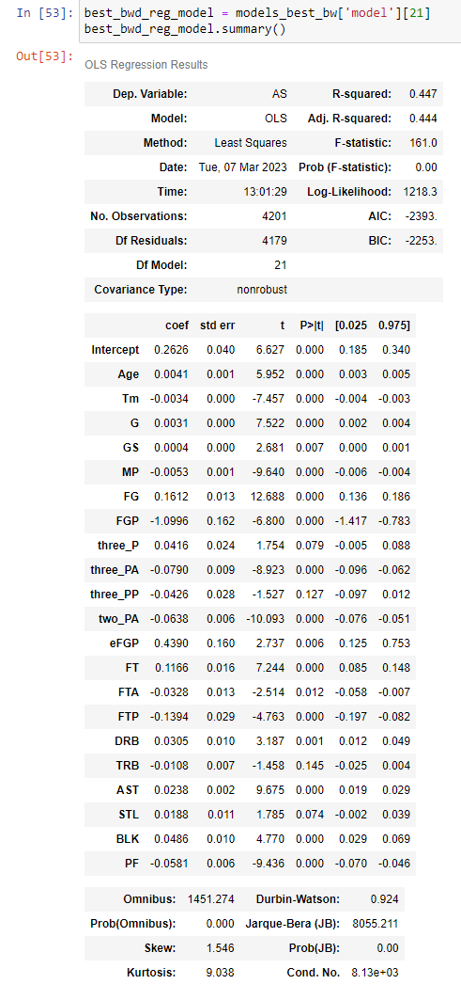 In [53]: best_bwd_reg_model = models_best_bw['model'][21]
best_bwd_reg_model.summary()
Out[53]:
OLS Regression Results
Dep. Variable: AS R-squared: 0.447
Model: OLS Adj. R-squared: 0.444
Method: Least Squares F-statistic: 161.0
Date: Tue, 07 Mar 2023 Prob (F-statistic): 0.00
Time: 13:01:29 Log-Likelihood: 1218.3
No. Observations: 4201 AIC: -2393.
Df Residuals: 4179 BIC: -2253.
Df Model: 21
Covariance Type: nonrobust
coef std err t P>|t| [0.025 0.975]
Intercept 0.2626 0.040 6.627 0.000 0.185 0.340
Age 0.0041 0.001 5.952 0.000 0.003 0.005
Tm -0.0034 0.000 -7.457 0.000 -0.004 -0.003
G 0.0031 0.000 7.522 0.000 0.002 0.004
GS 0.0004 0.000 2.681 0.007 0.000 0.001
MP -0.0053 0.001 -9.640 0.000 -0.006 -0.004
FG 0.1612 0.013 12.688 0.000 0.136 0.186
FGP -1.0996 0.162 -6.800 0.000 -1.417 -0.783
three_P 0.0416 0.024 1.754 0.079 -0.005 0.088
three_PA -0.0790 0.009 -8.923 0.000 -0.096 -0.062
three_PP -0.0426 0.028 -1.527 0.127 -0.097 0.012
two_PA -0.0638 0.006 -10.093 0.000 -0.076 -0.051
eFGP 0.4390 0.160 2.737 0.006 0.125 0.753
FT 0.1166 0.016 7.244 0.000 0.085 0.148
FTA -0.0328 0.013 -2.514 0.012 -0.058 -0.007
FTP -0.1394 0.029 -4.763 0.000 -0.197 -0.082
DRB 0.0305 0.010 3.187 0.001 0.012 0.049
TRB -0.0108 0.007 -1.458 0.145 -0.025 0.004
AST 0.0238 0.002 9.675 0.000 0.019 0.029
STL 0.0188 0.011 1.785 0.074 -0.002 0.039
BLK 0.0486 0.010 4.770 0.000 0.029 0.069
PF -0.0581 0.006 -9.436 0.000 -0.070 -0.046
Omnibus: 1451.274 Durbin-Watson: 0.924
Prob(Omnibus): 0.000 Jarque-Bera (JB): 8055.211
Skew: 1.546 Prob(JB): 0.00
Kurtosis: 9.038 Cond. No. 8.13e+03